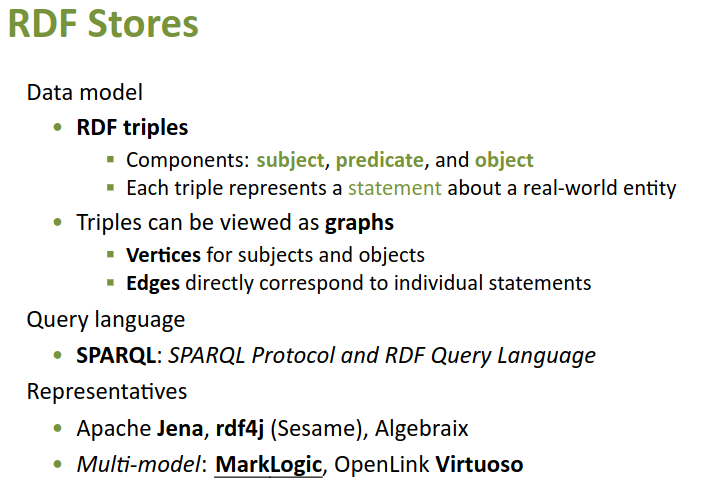 RDF Stores
Data model
• RDF triples
▪ Components: subject, predicate, and object
▪ Each triple represents a statement about a real-world entity
• Triples can be viewed as graphs
▪ Vertices for subjects and objects
▪ Edges directly correspond to individual statements
Query language
• SPARQL: SPARQL Protocol and RDF Query Language
Representatives
• Apache Jena, rdf4j (Sesame), Algebraix
• Multi-model: MarkLogic, OpenLink Virtuoso